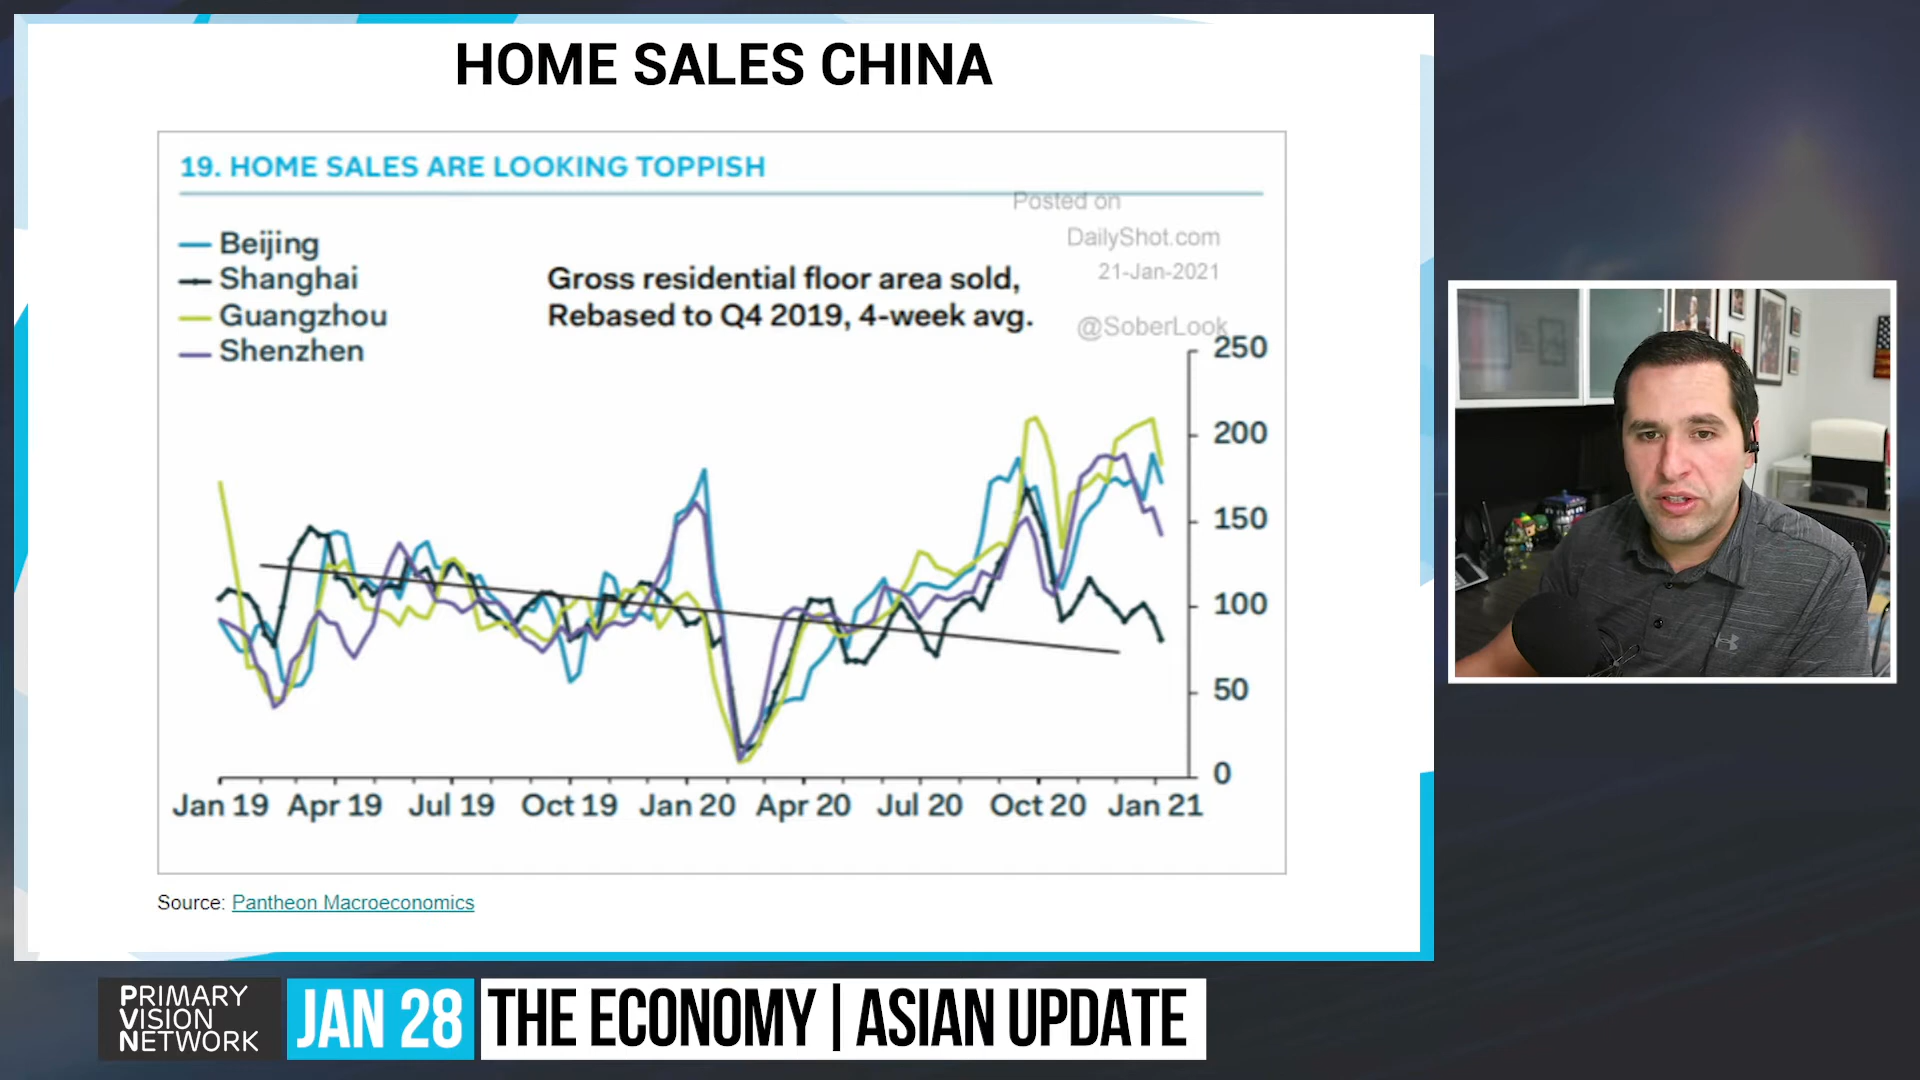 HOME SALES CHINA
19. HOME SALES ARE LOOKING TOPPISH
Posted on
DailyShot.com
21-Jan-2021
@SoberLook
Beijing
Shanghai
Guangzhou
Shenzhen
Gross residential floor area sold,
Rebased to Q4 2019, 4-week avg.
250
200
150
100
50
0
Jan 19 Apr 19 Jul 19 Oct 19 Jan 20 Apr 20 Jul 20 Oct 20 Jan 21
Source: Pantheon Macroeconomics
PRIMARY
VISION
NETWORK
JAN 28
THE ECONOMY | ASIAN UPDATE